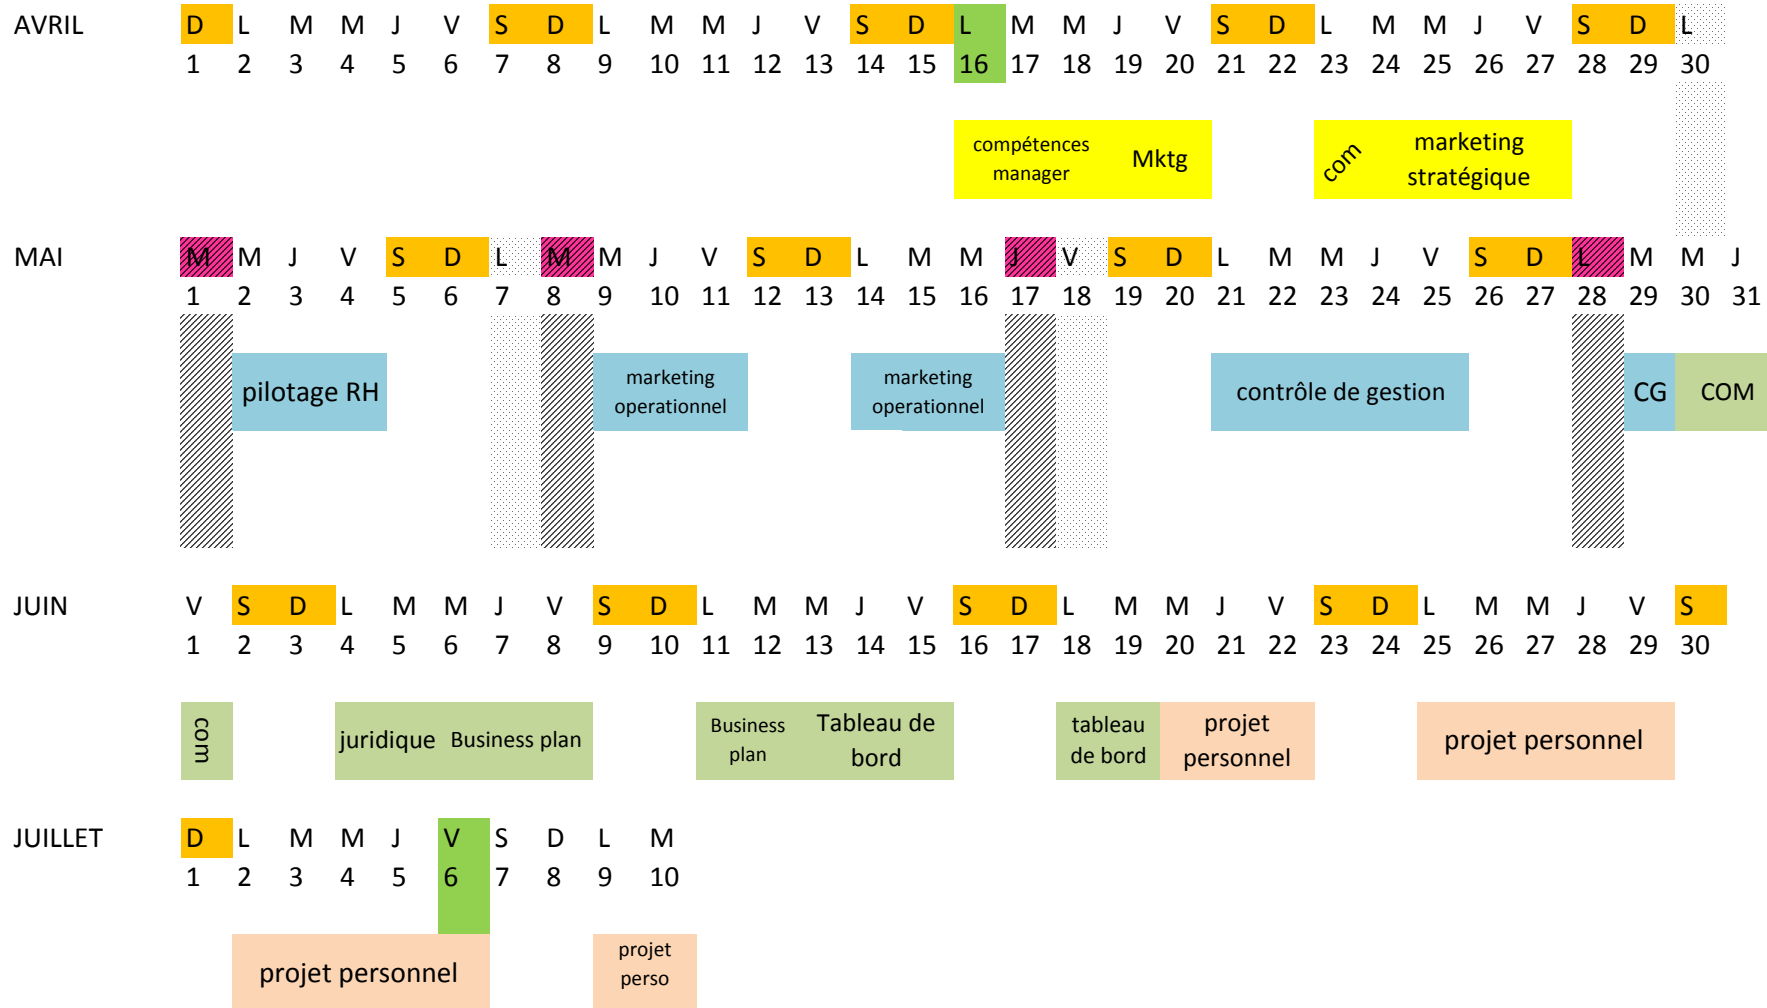 AVRIL D L M M J V S D L M M J V S D L M M J V S D L M M J V S D L
1 2 3 4 5 6 7 8 9 10 11 12 13 14 15 16 17 18 19 20 21 22 23 24 25 26 27 28 29 30
compétences
manager
Mktg
com
marketing
stratégique
MAI M M J V S D L M M J V S D L M M J V S D L M M J V S D L M M J
1 2 3 4 5 6 7 8 9 10 11 12 13 14 15 16 17 18 19 20 21 22 23 24 25 26 27 28 29 30 31
pilotage RH
marketing
operationnel
marketing
operationnel
contrôle de gestion
CG
COM
JUIN V S D L M M J V S D L M M J V S D L M M J V S D L M M J V S
1 2 3 4 5 6 7 8 9 10 11 12 13 14 15 16 17 18 19 20 21 22 23 24 25 26 27 28 29 30
com
juridique
Business plan
Business
plan
Tableau de
bord
tableau
de bord
projet
personnel
projet personnel
JUILLET D L M M J V S D L M
1 2 3 4 5 6 7 8 9 10
projet personnel
projet
perso